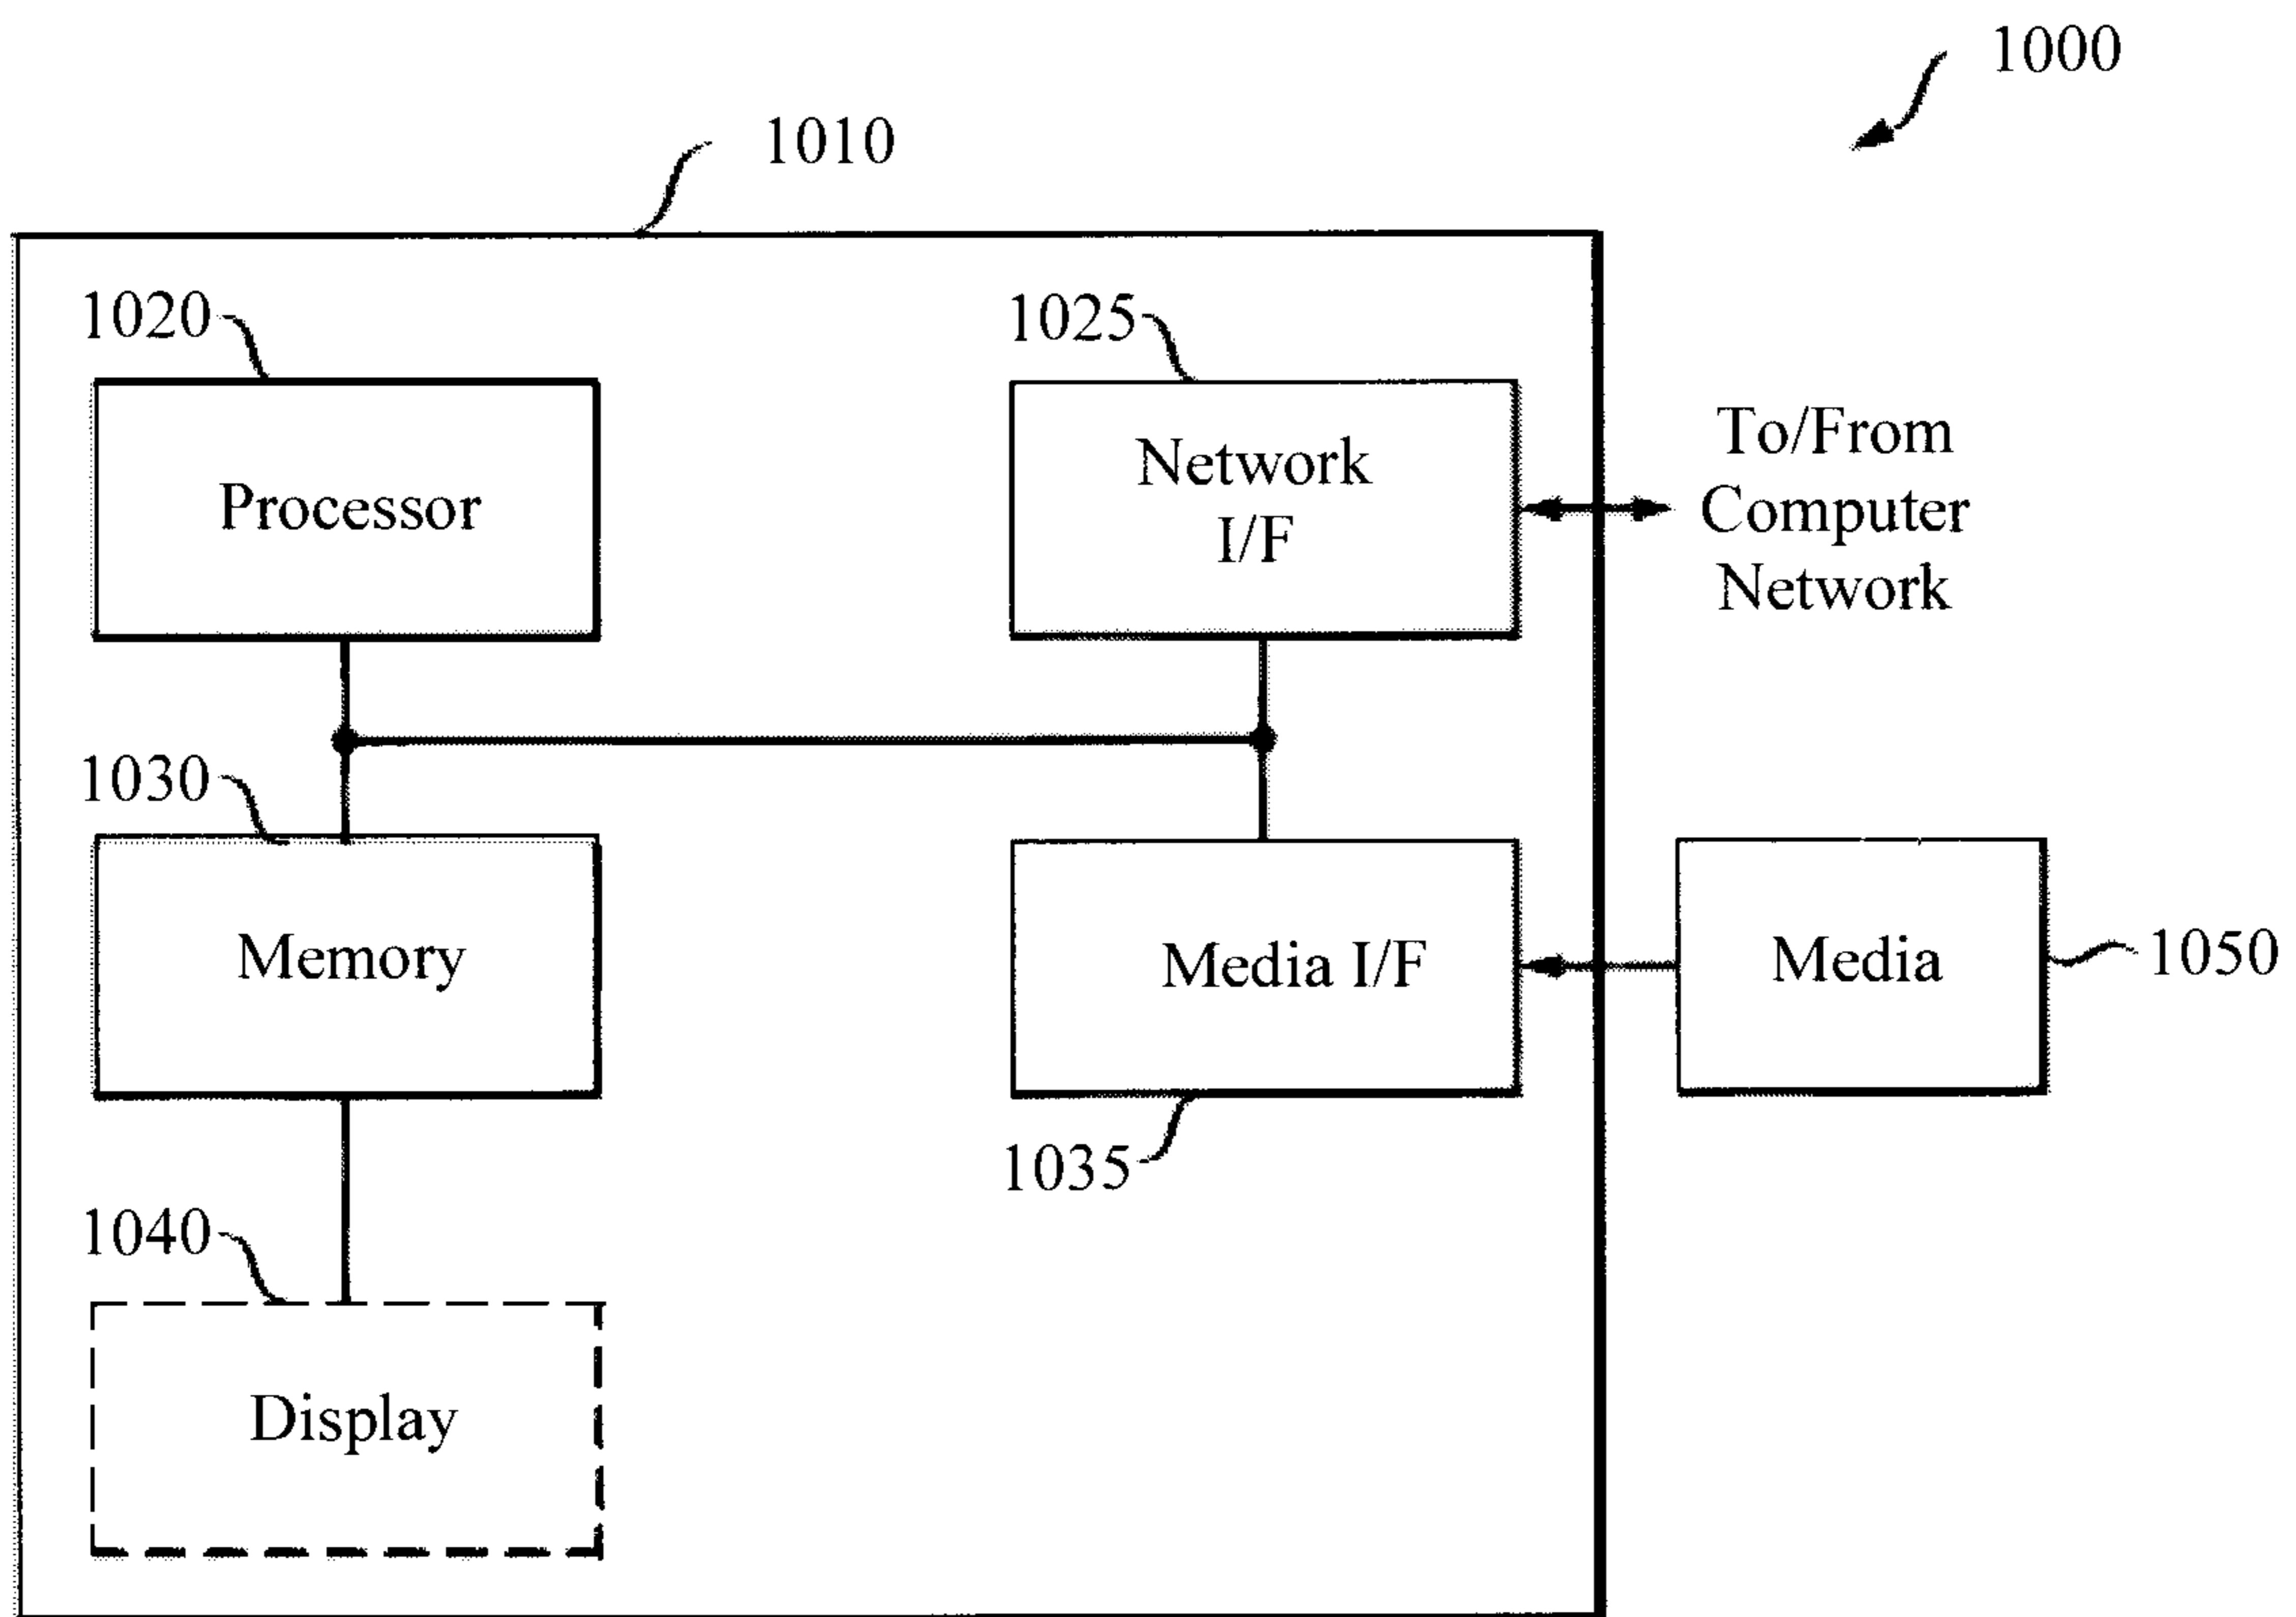 1000
1010
1020
1025
Processor
Network
I/F
To/From
Computer
Network
1030
Memory
Media I/F
Media
1050
1035
1040
Display